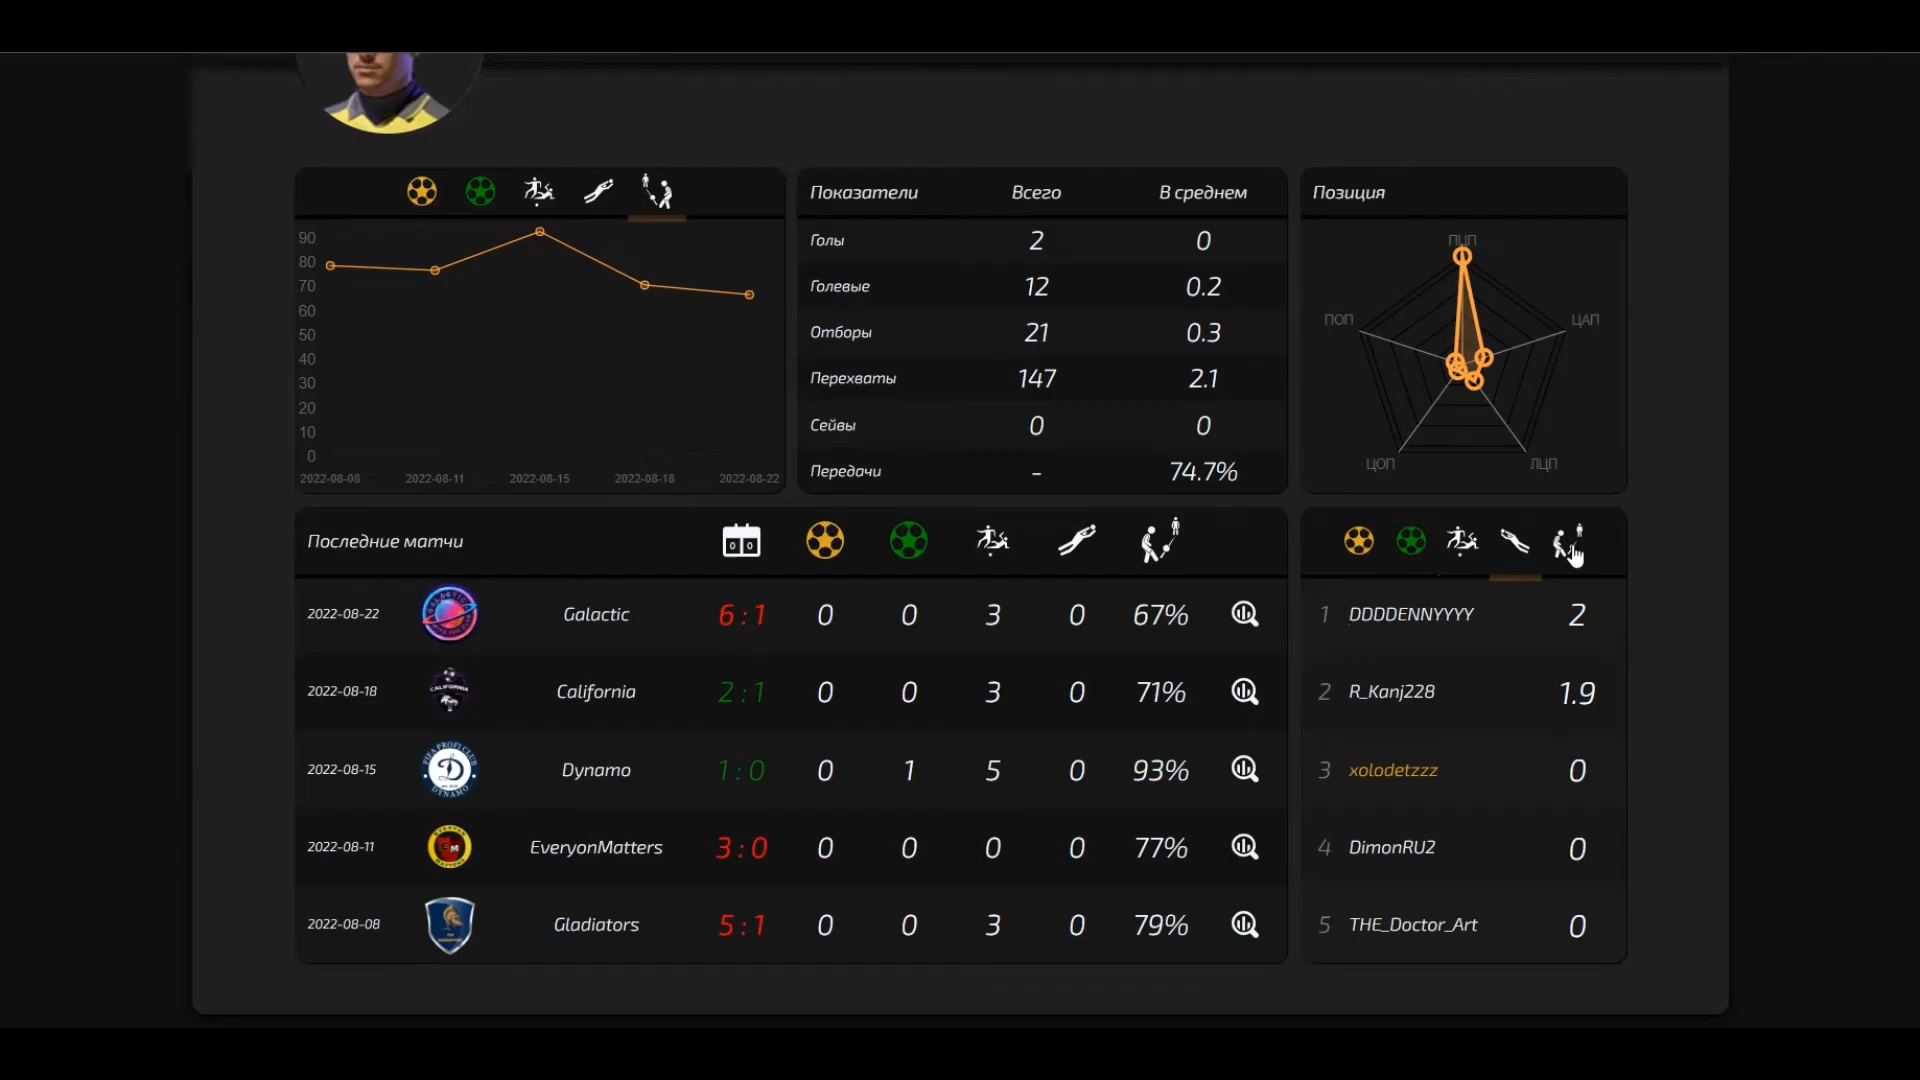 90
80
70
60
50
40
30
20
10
0
2022-08-08 2022-08-11 2022-08-15 2022-08-18 2022-08-22
Показатели Всего В среднем
Голы 2 0
Голевые 12 0.2
Отборы 21 0.3
Перехваты 147 2.1
Сейвы 0 0
Передачи - 74.7%
Позиция
ПЦП
ПОП ЦАП
ЦОП ЛЦП
Последние матчи 0 0
2022-08-22 Galactic 6 : 1 0 0 3 0 67%
2022-08-18 CALIFORNIA California 2 : 1 0 0 3 0 71%
2022-08-15 Dynamo 1 : 0 0 1 5 0 93%
2022-08-11 EveryonMatters 3 : 0 0 0 0 0 77%
2022-08-08 Gladiators 5 : 1 0 0 3 0 79%
1 DDDDENNYYYY 2
2 R_Kanj228 1.9
3 xolodetzzz 0
4 DimonRU2 0
5 THE_Doctor_Art 0